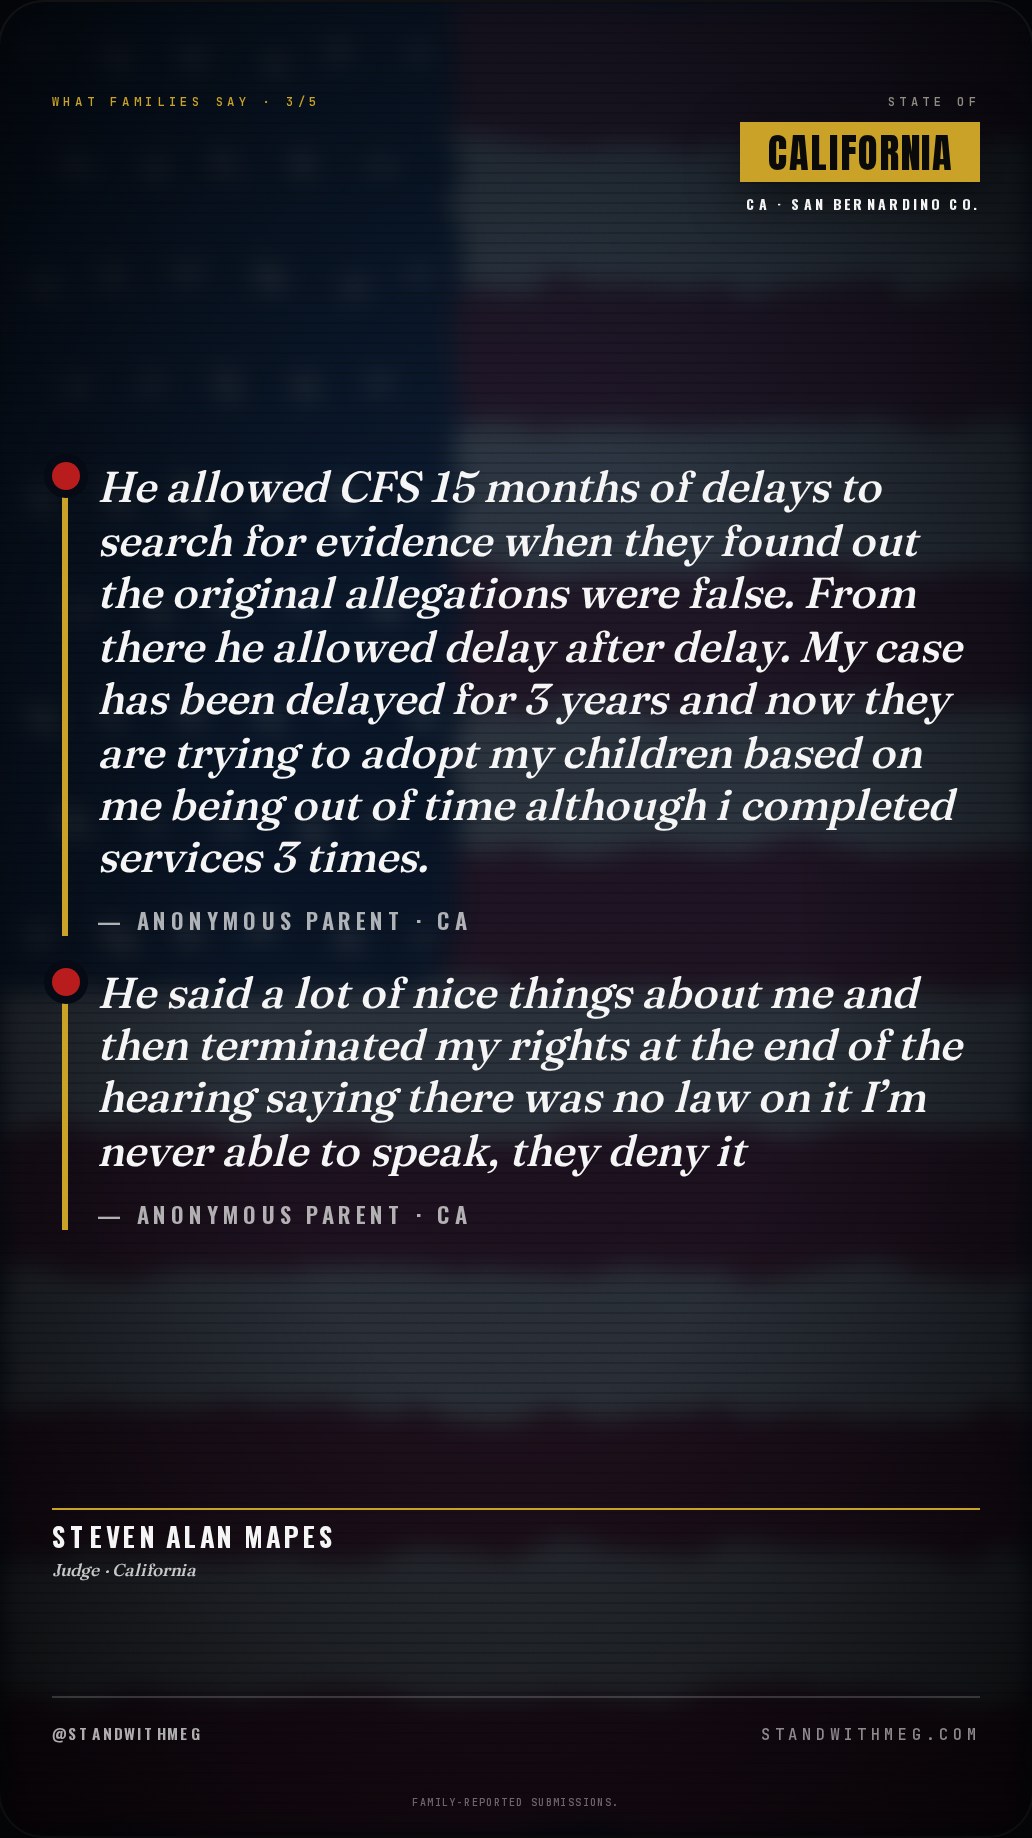 WHAT FAMILIES SAY · 3/5
STATE OF
CALIFORNIA
CA · SAN BERNARDINO CO.
He allowed CFS 15 months of delays to
search for evidence when they found out
the original allegations were false. From
there he allowed delay after delay. My case
has been delayed for 3 years and now they
are trying to adopt my children based on
me being out of time although i completed
services 3 times.
— ANONYMOUS PARENT · CA
He said a lot of nice things about me and
then terminated my rights at the end of the
hearing saying there was no law on it I’m
never able to speak, they deny it
— ANONYMOUS PARENT · CA
STEVEN ALAN MAPES
Judge · California
@STANDWITHMEG
STANDWITHMEG.COM
FAMILY-REPORTED SUBMISSIONS.